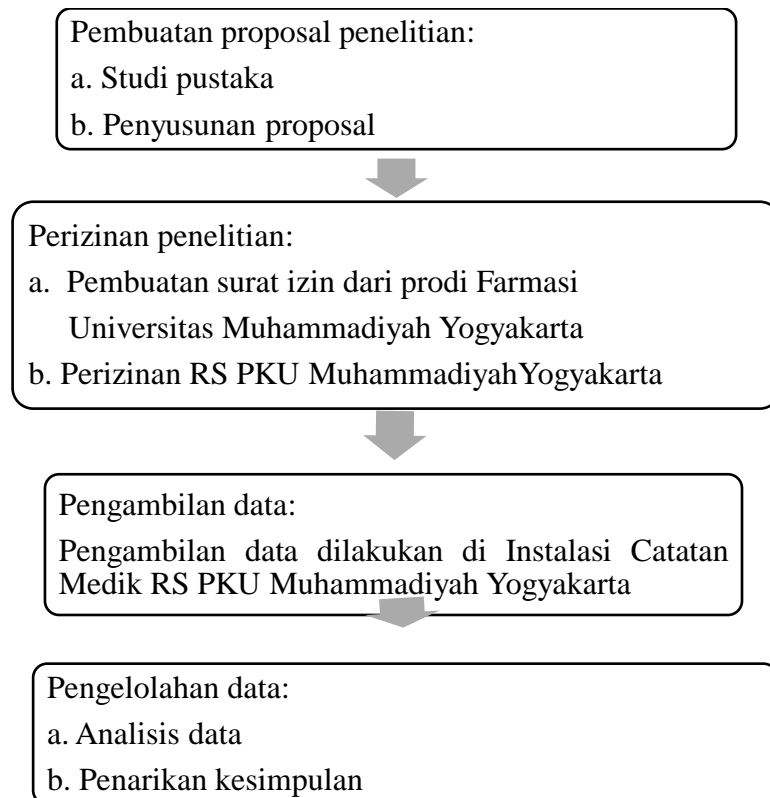 Pembuatan proposal penelitian:
a. Studi pustaka
b. Penyusunan proposal
Perizinan penelitian:
a. Pembuatan surat izin dari prodi Farmasi
Universitas Muhammadiyah Yogyakarta
b. Perizinan RS PKU MuhammadiyahYogyakarta
Pengambilan data:
Pengambilan data dilakukan di Instalasi Catatan
Medik RS PKU Muhammadiyah Yogyakarta
Pengelolahan data:
a. Analisis data
b. Penarikan kesimpulan